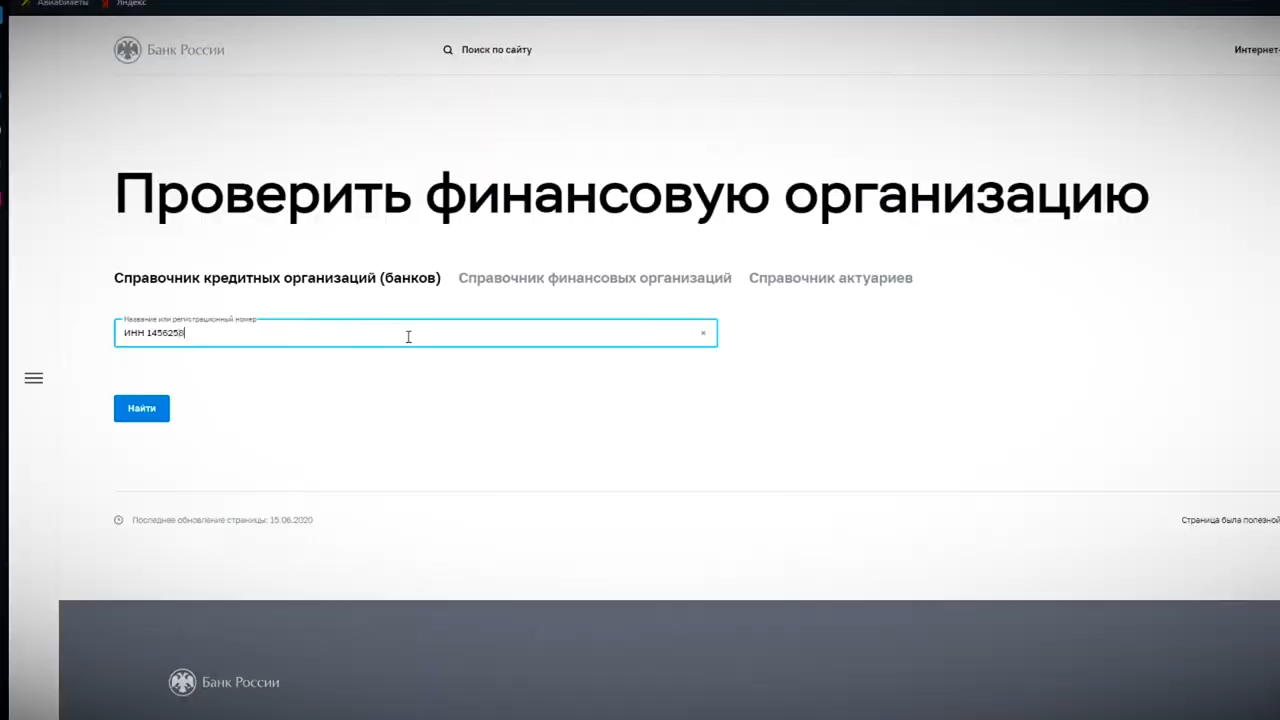 Авиабилеты Яндекс
Банк России
Поиск по сайту
Интернет-
Проверить финансовую организацию
Справочник кредитных организаций (банков) Справочник финансовых организаций Справочник актуариев
Название или регистрационный номер
ИНН 1456258
Найти
Последнее обновление страницы: 15.06.2020
Страница была полезной
Банк России